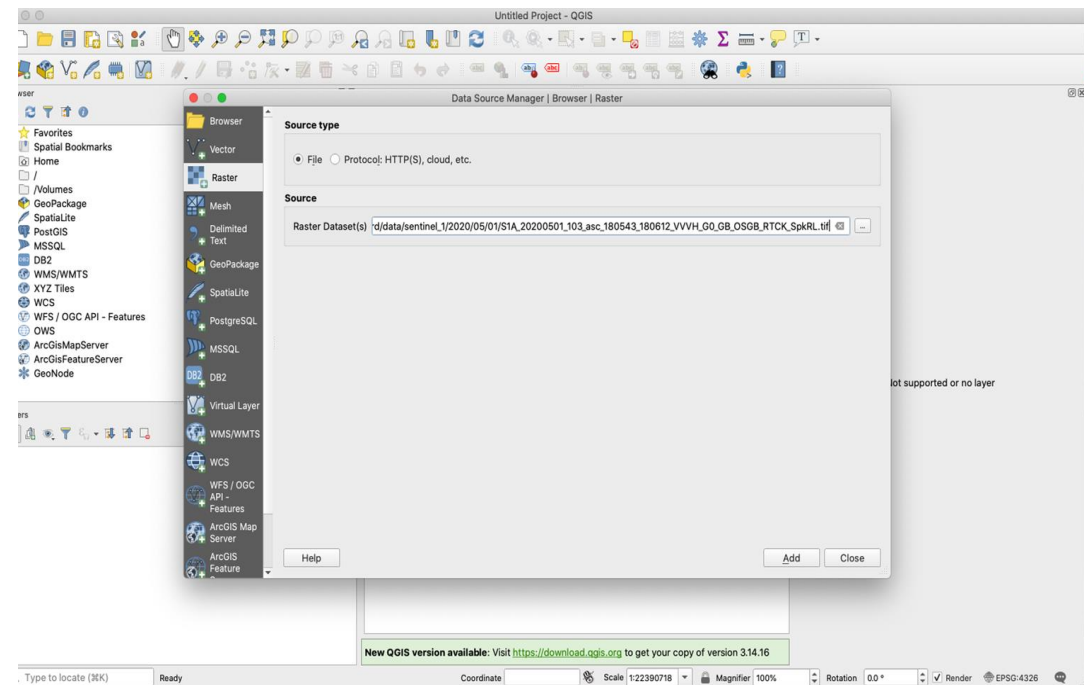 Untitled Project - QGIS
wser
Favorites
Spatial Bookmarks
Home
/
/Volumes
GeoPackage
SpatiaLite
PostGIS
MSSQL
DB2
WMS/WMTS
XYZ Tiles
WCS
WFS / OGC API - Features
OWS
ArcGisMapServer
ArcGisFeatureServer
GeoNode
ers
Data Source Manager | Browser | Raster
Browser
Vector
Raster
Mesh
Delimited
Text
GeoPackage
SpatiaLite
PostgreSQL
MSSQL
DB2
Virtual Layer
WMS/WMTS
WCS
WFS / OGC
API -
Features
ArcGIS Map
Server
ArcGIS
Feature
Source type
File Protocol: HTTP(S), cloud, etc.
Source
Raster Dataset(s) rd/data/sentinel_1/2020/05/01/S1A_20200501_103_asc_180543_180612_VVVH_G0_GB_OSGB_RTCK_SpkRL.tif ...
Help Add Close
lot supported or no layer
New QGIS version available: Visit https://download.qgis.org to get your copy of version 3.14.16
Type to locate (⌘K) Ready Coordinate Scale 1:22390718 Magnifier 100% Rotation 0.0 ° Render EPSG:4326